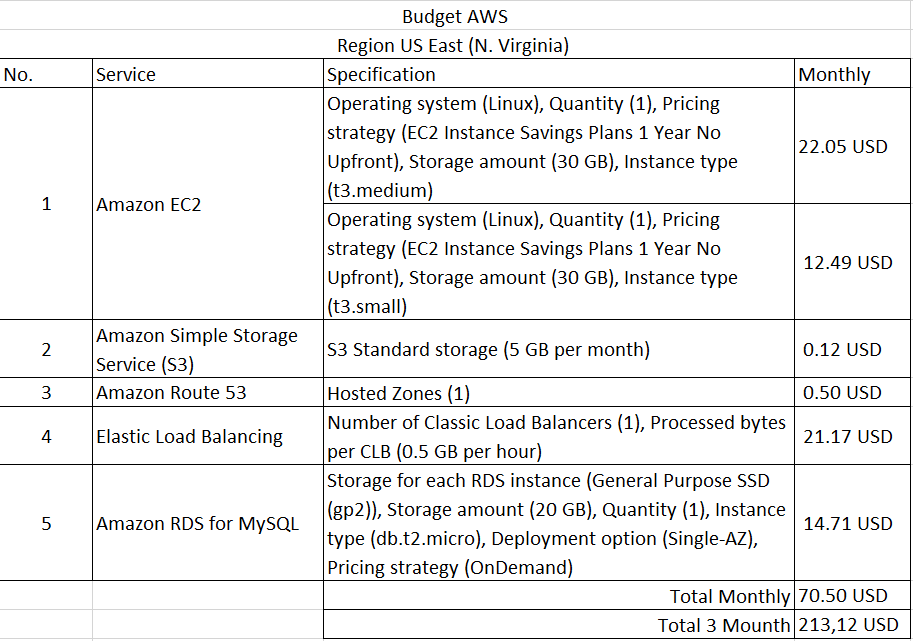 Budget AWS
Region US East (N. Virginia)
No. Service Specification Monthly
1 Amazon EC2
Operating system (Linux), Quantity (1), Pricing
strategy (EC2 Instance Savings Plans 1 Year No
Upfront), Storage amount (30 GB), Instance type
(t3.medium)
22.05 USD
Operating system (Linux), Quantity (1), Pricing
strategy (EC2 Instance Savings Plans 1 Year No
Upfront), Storage amount (30 GB), Instance type
(t3.small)
12.49 USD
2 Amazon Simple Storage
Service (S3)
S3 Standard storage (5 GB per month) 0.12 USD
3 Amazon Route 53 Hosted Zones (1) 0.50 USD
4 Elastic Load Balancing
Number of Classic Load Balancers (1), Processed bytes
per CLB (0.5 GB per hour)
21.17 USD
5 Amazon RDS for MySQL
Storage for each RDS instance (General Purpose SSD
(gp2)), Storage amount (20 GB), Quantity (1), Instance
type (db.t2.micro), Deployment option (Single-AZ),
Pricing strategy (OnDemand)
14.71 USD
Total Monthly 70.50 USD
Total 3 Mounth 213,12 USD